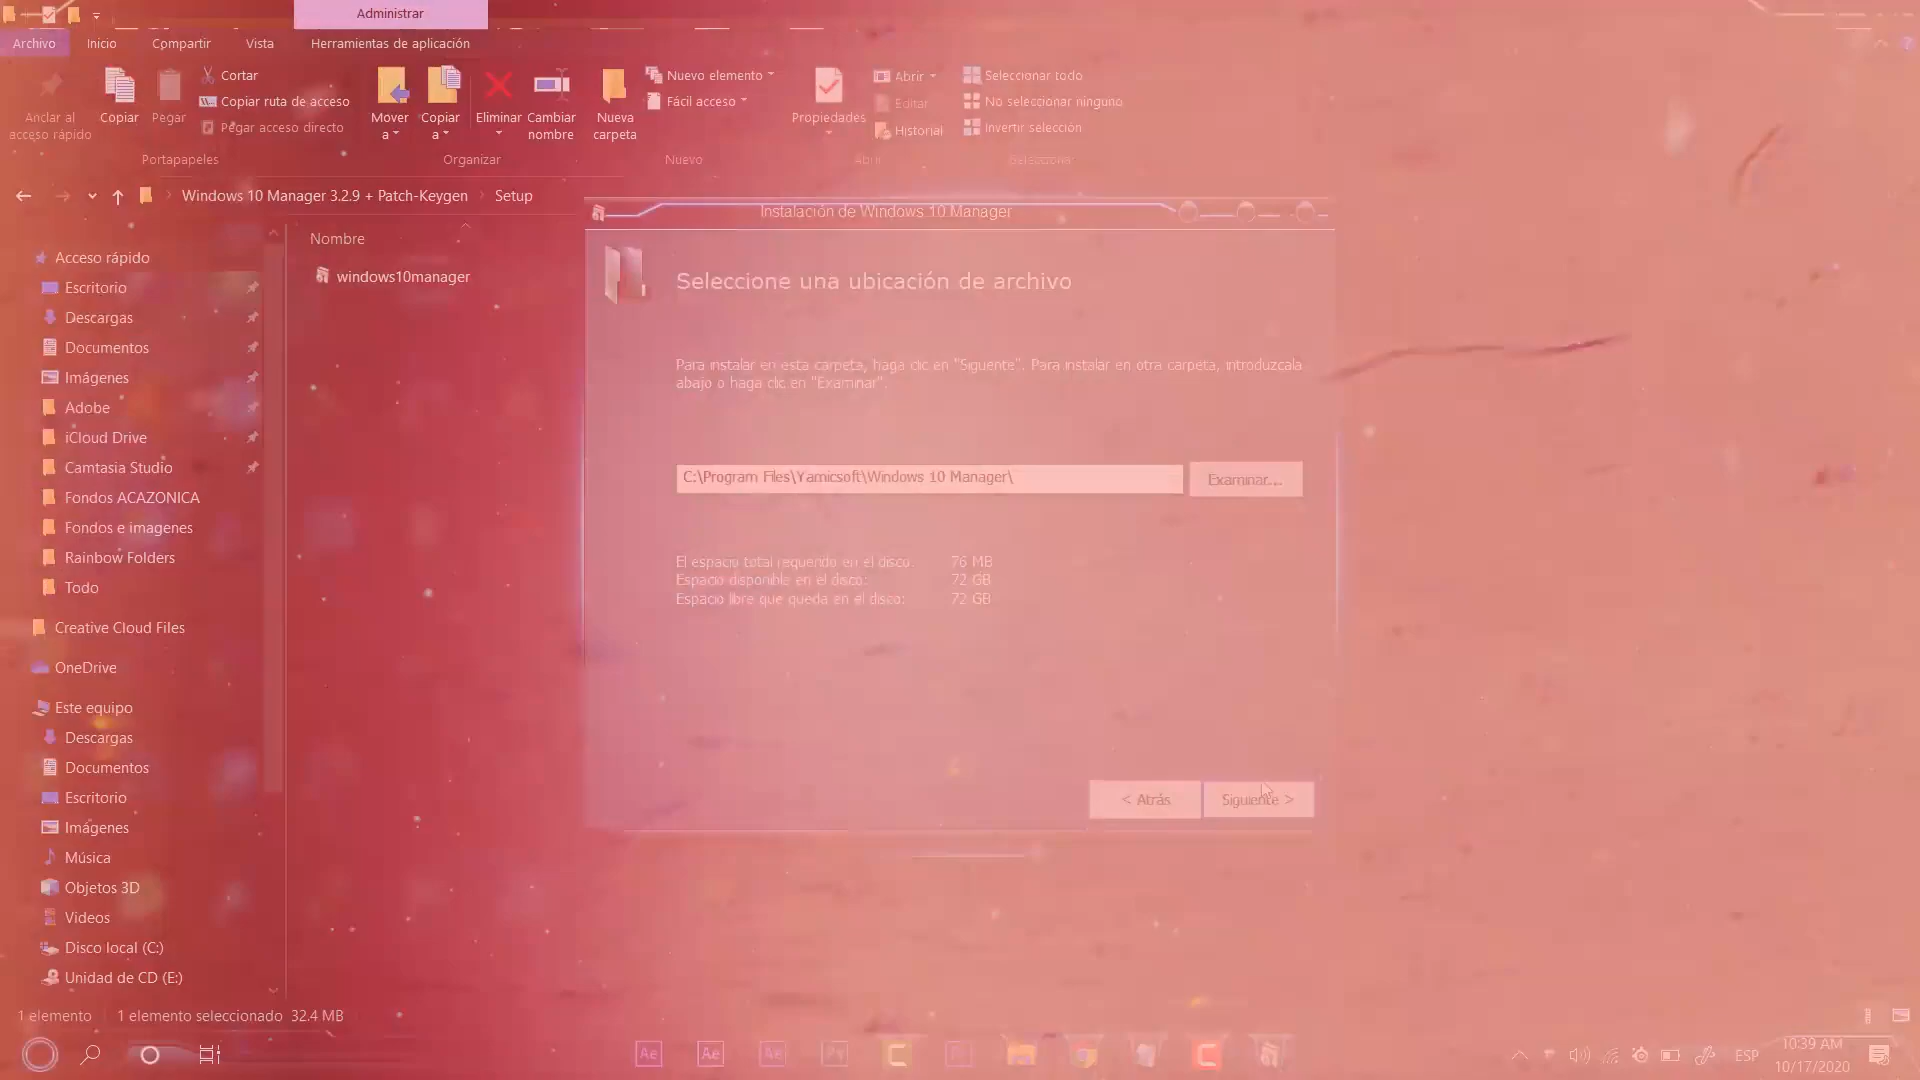 Administrar
Archivo
Inicio
Compartir
Vista
Herramientas de aplicación
Anclar al
acceso rápido
Copiar
Pegar
Cortar
Copiar ruta de acceso
Pegar acceso directo
Mover
a
Copiar
a
Eliminar
Cambiar
nombre
Nueva
carpeta
Nuevo elemento
Fácil acceso
Propiedades
Abrir
Editar
Historial
Seleccionar todo
No seleccionar ninguno
Invertir selección
Portapapeles
Organizar
Nuevo
Abrir
Seleccionar
Windows 10 Manager 3.2.9 + Patch-Keygen
Setup
Nombre
windows10manager
Acceso rápido
Escritorio
Descargas
Documentos
Imágenes
Adobe
iCloud Drive
Camtasia Studio
Fondos ACAZONICA
Fondos e imagenes
Rainbow Folders
Todo
Creative Cloud Files
OneDrive
Este equipo
Descargas
Documentos
Escritorio
Imágenes
Música
Objetos 3D
Videos
Disco local (C:)
Unidad de CD (E:)
1 elemento
1 elemento seleccionado 32.4 MB
Instalación de Windows 10 Manager
Seleccione una ubicación de archivo
Para instalar en esta carpeta, haga clic en "Siguente". Para instalar en otra carpeta, introduzcala
abajo o haga clic en "Examinar".
C:\Program Files\Yamicsoft\Windows 10 Manager\
Examinar...
El espacio total requerido en el disco: 76 MB
Espacio disponible en el disco: 72 GB
Espacio libre que queda en el disco: 72 GB
< Atrás
Siguiente >
Ae
Ae
Ae
ESP
10:39 AM
10/17/2020